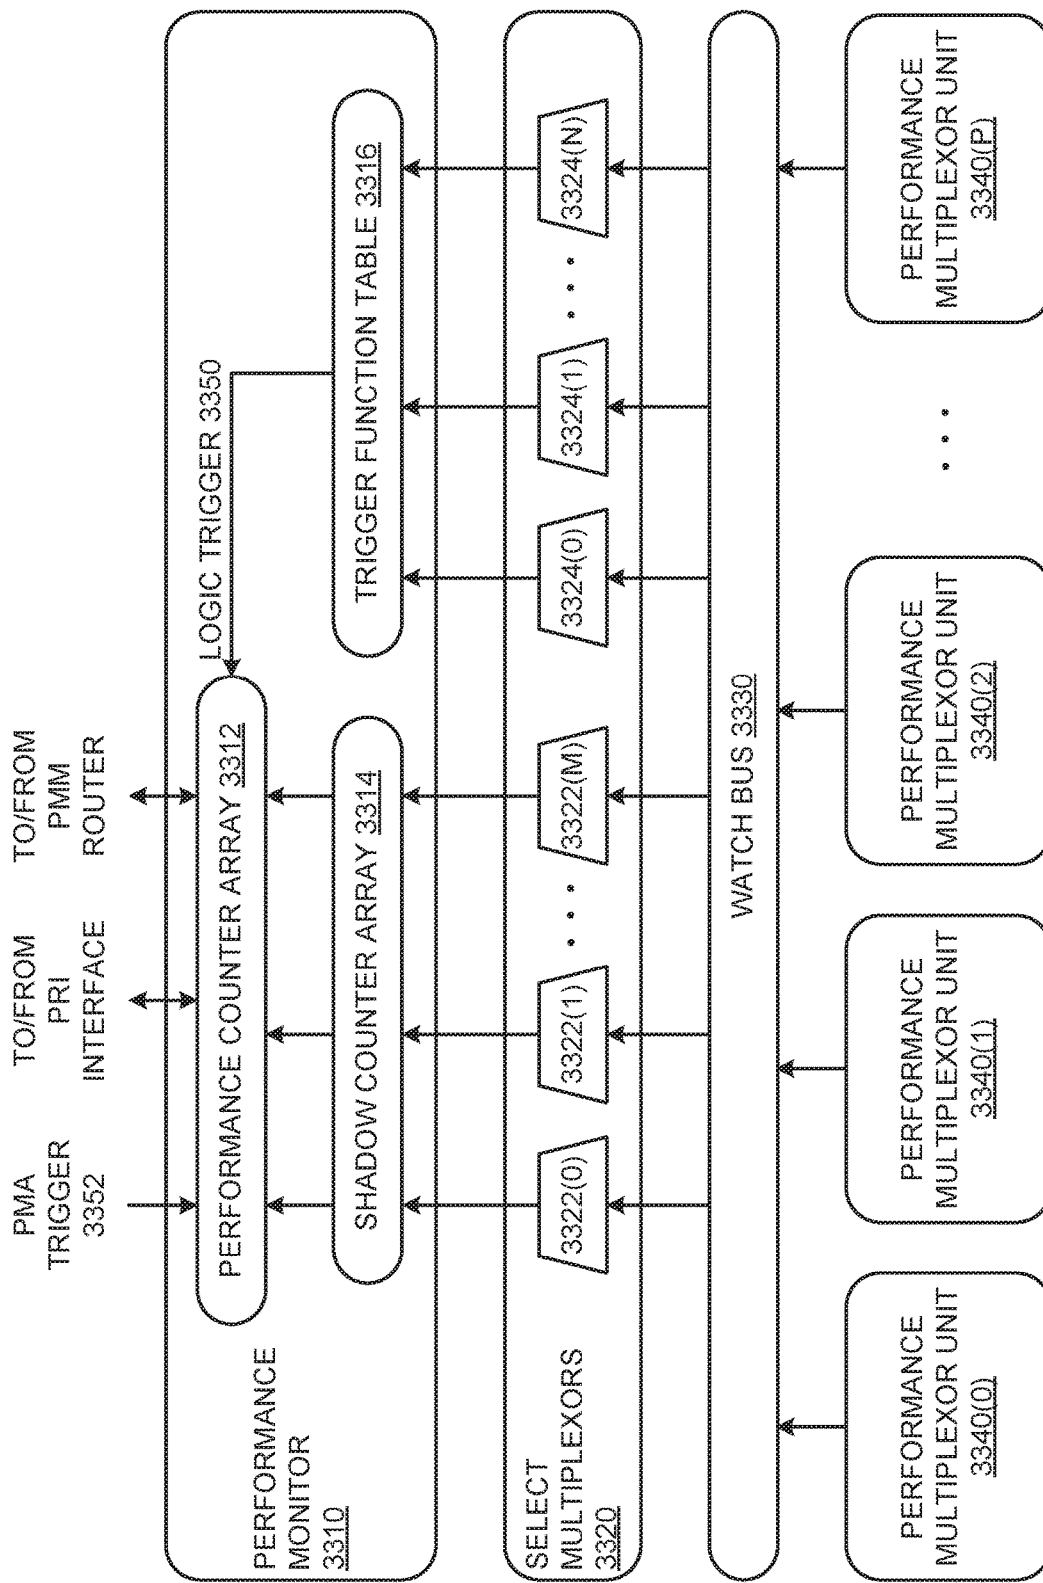 PMA
TRIGGER
3352
TO/FROM
PRI
INTERFACE
TO/FROM
PMM
ROUTER
PERFORMANCE
MONITOR
3310
PERFORMANCE COUNTER ARRAY 3312
LOGIC TRIGGER 3350
SHADOW COUNTER ARRAY 3314
TRIGGER FUNCTION TABLE 3316
SELECT
MULTIPLEXORS
3320
3322(0)
3322(1)
• • •
3322(M)
3324(0)
3324(1)
• • •
3324(N)
WATCH BUS 3330
PERFORMANCE
MULTIPLEXOR UNIT
3340(0)
PERFORMANCE
MULTIPLEXOR UNIT
3340(1)
PERFORMANCE
MULTIPLEXOR UNIT
3340(2)
• • •
PERFORMANCE
MULTIPLEXOR UNIT
3340(P)